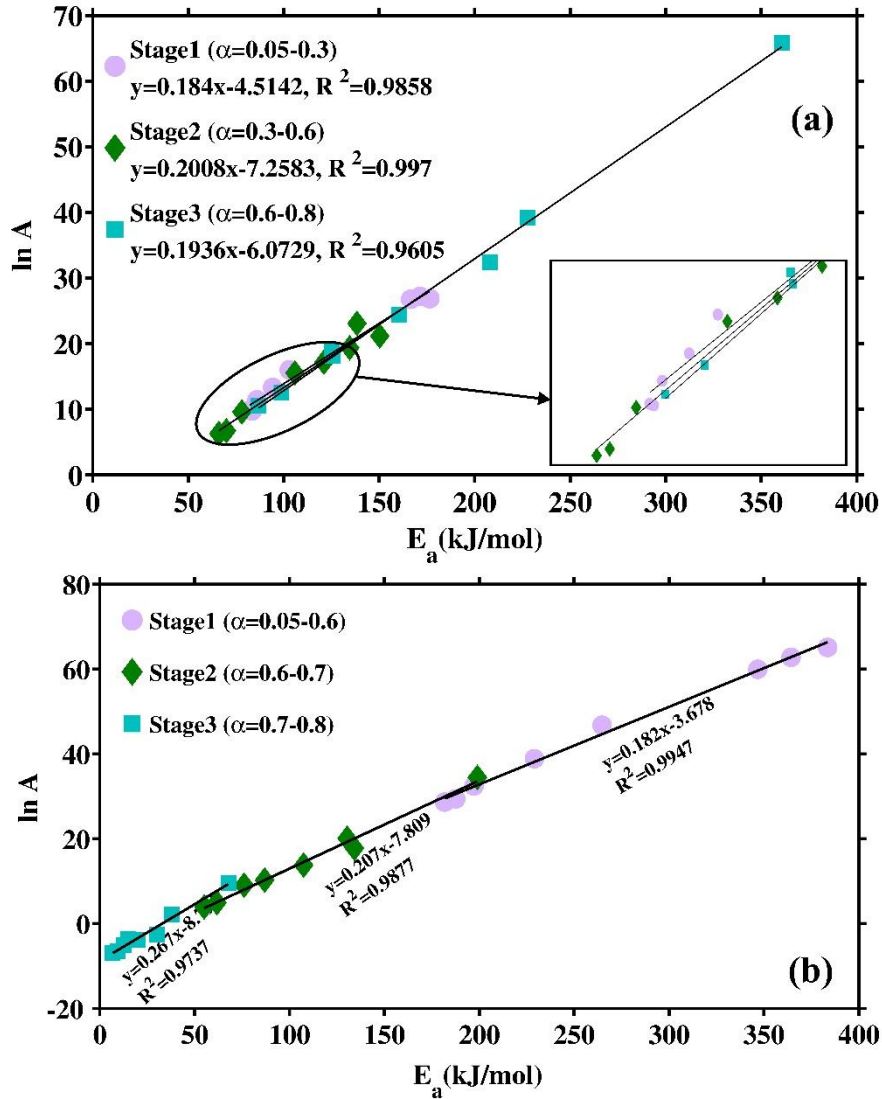 70
60
50
40
30
20
10
0
ln A
Stage1 (α=0.05-0.3)
y=0.184x-4.5142, R²=0.9858
Stage2 (α=0.3-0.6)
y=0.2008x-7.2583, R²=0.997
Stage3 (α=0.6-0.8)
y=0.1936x-6.0729, R²=0.9605
(a)
0 50 100 150 200 250 300 350 400
Eₐ(kJ/mol)
80
60
40
20
0
-20
ln A
Stage1 (α=0.05-0.6)
Stage2 (α=0.6-0.7)
Stage3 (α=0.7-0.8)
y=0.182x-3.678
R²=0.9947
y=0.207x-7.809
R²=0.9877
R²=0.9737
(b)
0 50 100 150 200 250 300 350 400
Eₐ(kJ/mol)